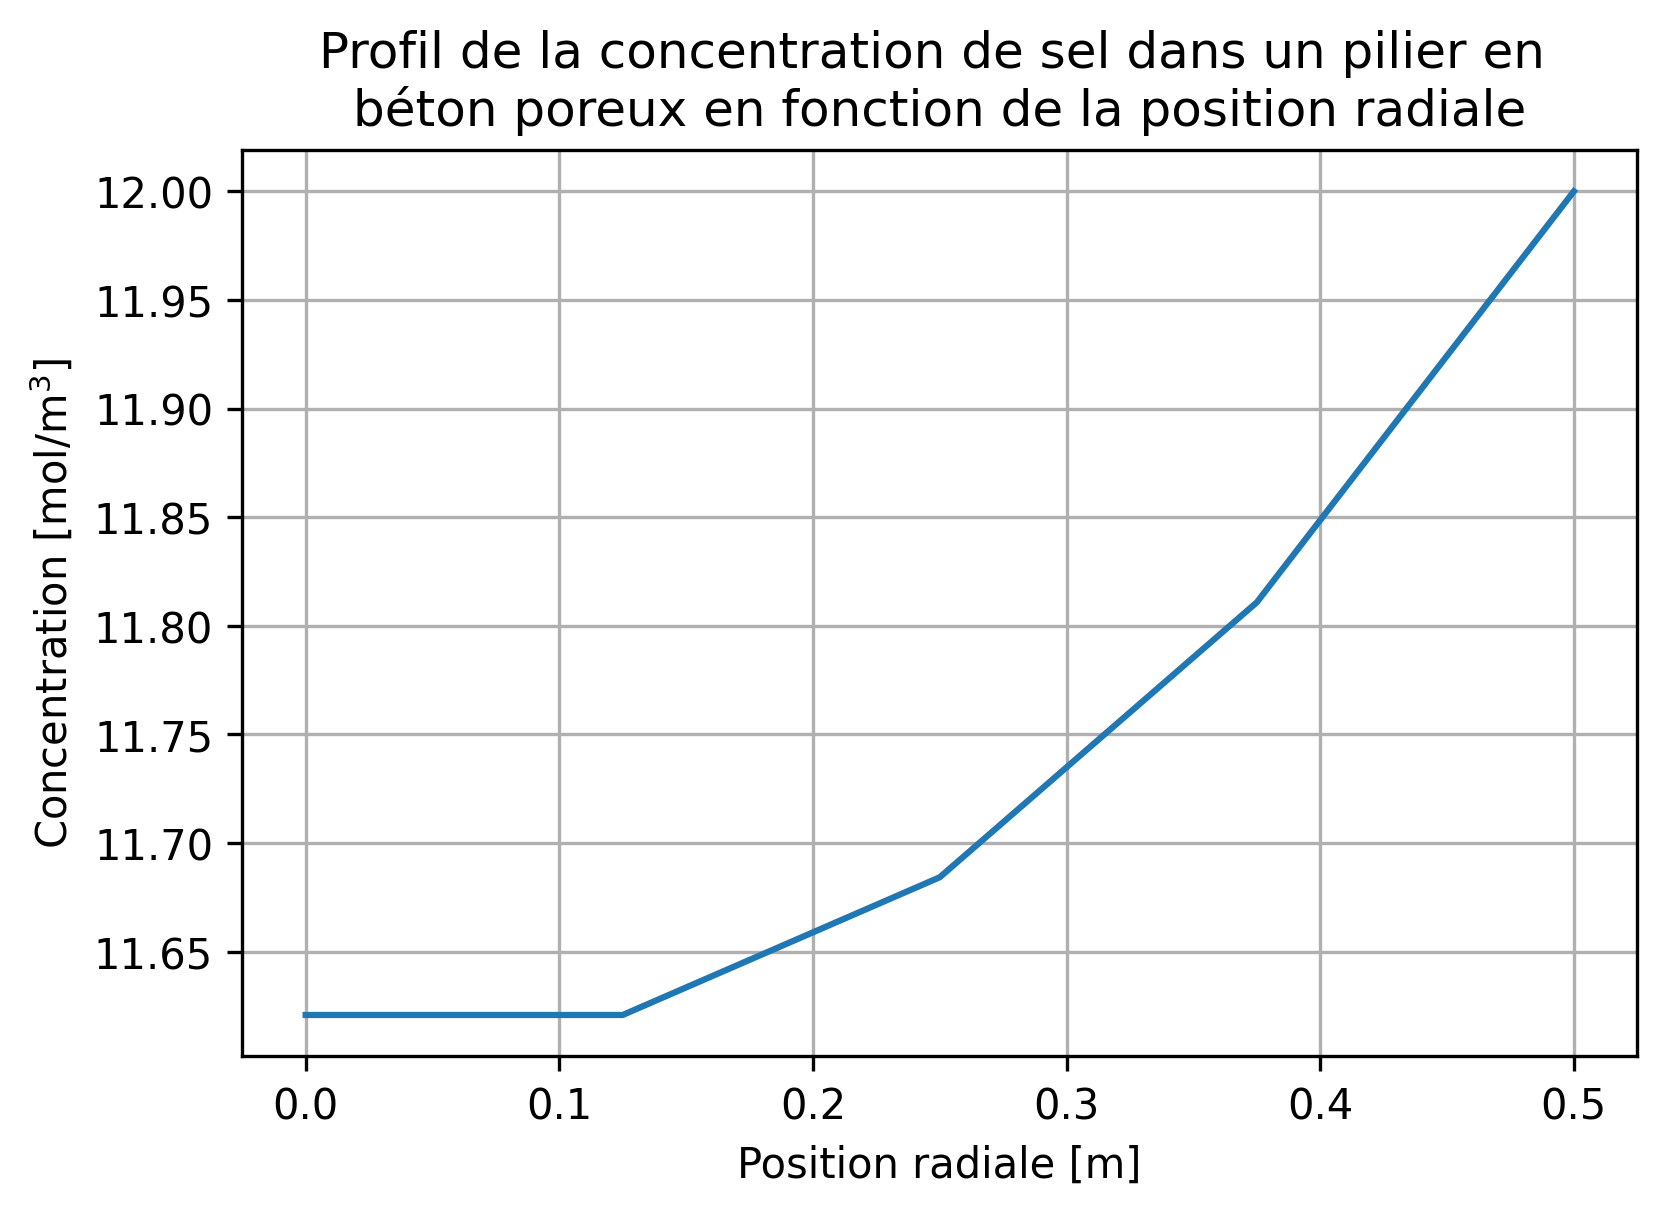 Profil de la concentration de sel dans un pilier en
béton poreux en fonction de la position radiale
12.00
11.95
11.90
11.85
11.80
11.75
11.70
11.65
Concentration [mol/m³]
0.0 0.1 0.2 0.3 0.4 0.5
Position radiale [m]